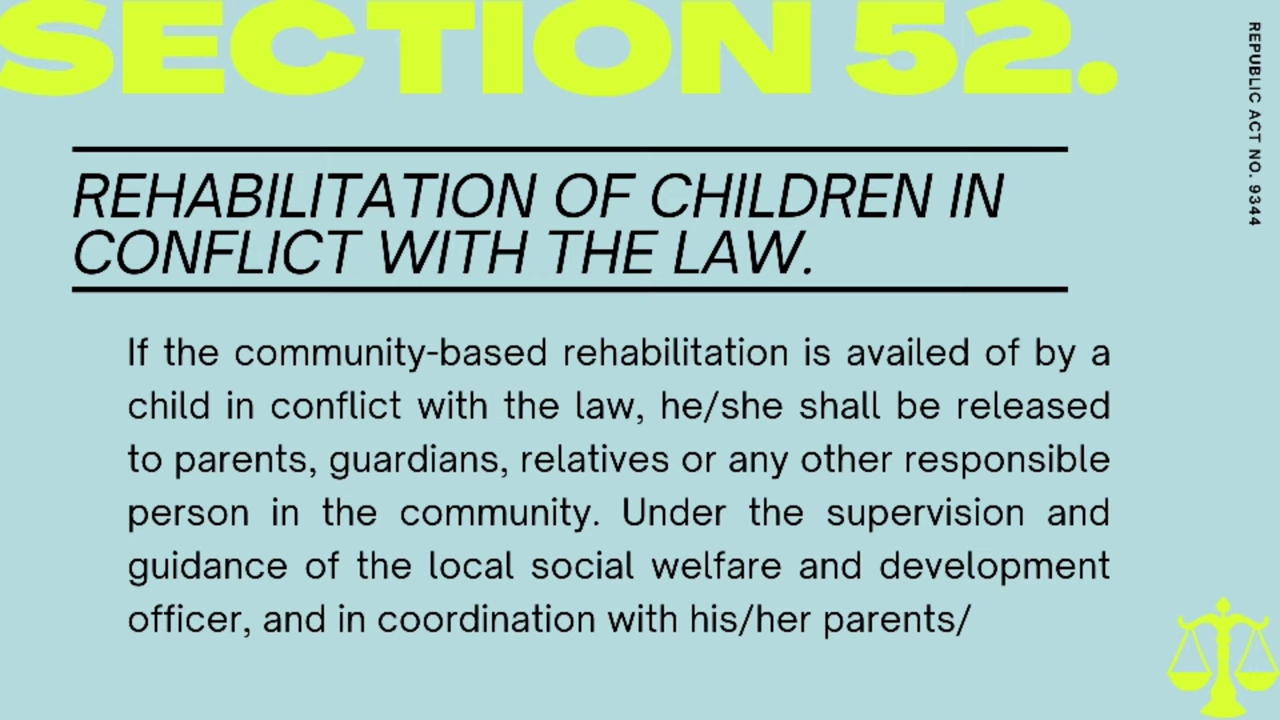 SECTION 52.
REPUBLIC ACT NO. 9344
REHABILITATION OF CHILDREN IN
CONFLICT WITH THE LAW.
If the community-based rehabilitation is availed of by a
child in conflict with the law, he/she shall be released
to parents, guardians, relatives or any other responsible
person in the community. Under the supervision and
guidance of the local social welfare and development
officer, and in coordination with his/her parents/